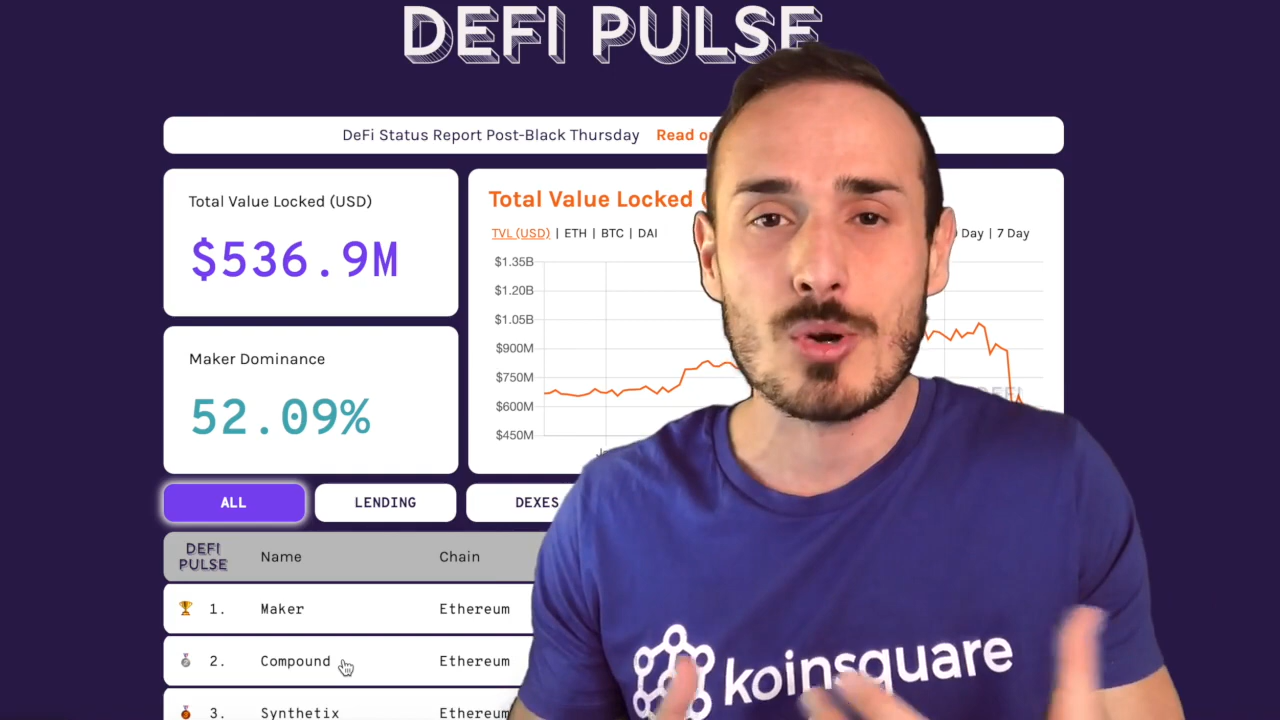 DEFI PULSE
DeFi Status Report Post-Black Thursday Read
Total Value Locked (USD)
$536.9M
Maker Dominance
52.09%
Total Value Locked
TVL (USD) | ETH | BTC | DAI
Day | 7 Day
$1.35B
$1.20B
$1.05B
$900M
$750M
$600M
$450M
DEFI
ALL
LENDING
DEXES
DEFI PULSE
Name
Chain
1. Maker Ethereum
2. Compound Ethereum
3. Synthetix Ethereum
koinsquare